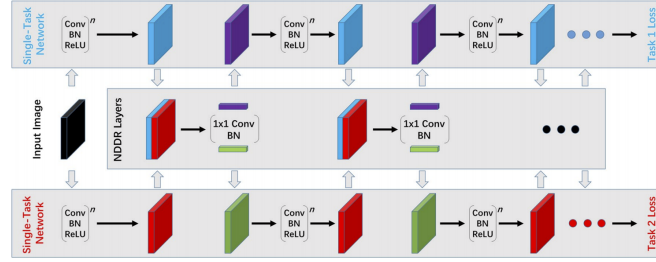 Single-Task
Network
Conv
BN
ReLU
n
Conv
BN
ReLU
n
Conv
BN
ReLU
n
Task 1 Loss
Input Image
NDDR Layers
1x1 Conv
BN
1x1 Conv
BN
Single-Task
Network
Conv
BN
ReLU
n
Conv
BN
ReLU
n
Conv
BN
ReLU
n
Task 2 Loss